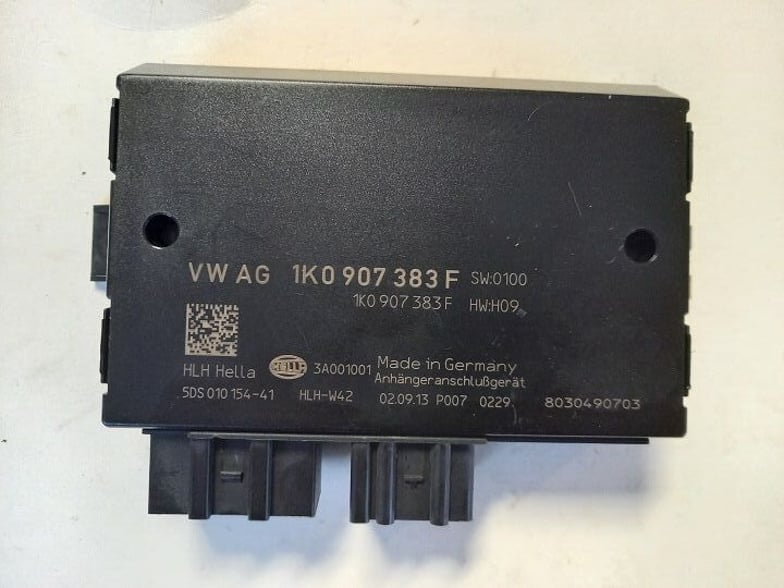 VW AG 1K0 907 383 F SW:0100
1K0 907 383 F HW:H09
HLH Hella HELLA 3A001001 Made in Germany
Anhängeranschlußgerät
5DS 010 154-41 HLH-W42 02.09.13 P007 0229 8030490703